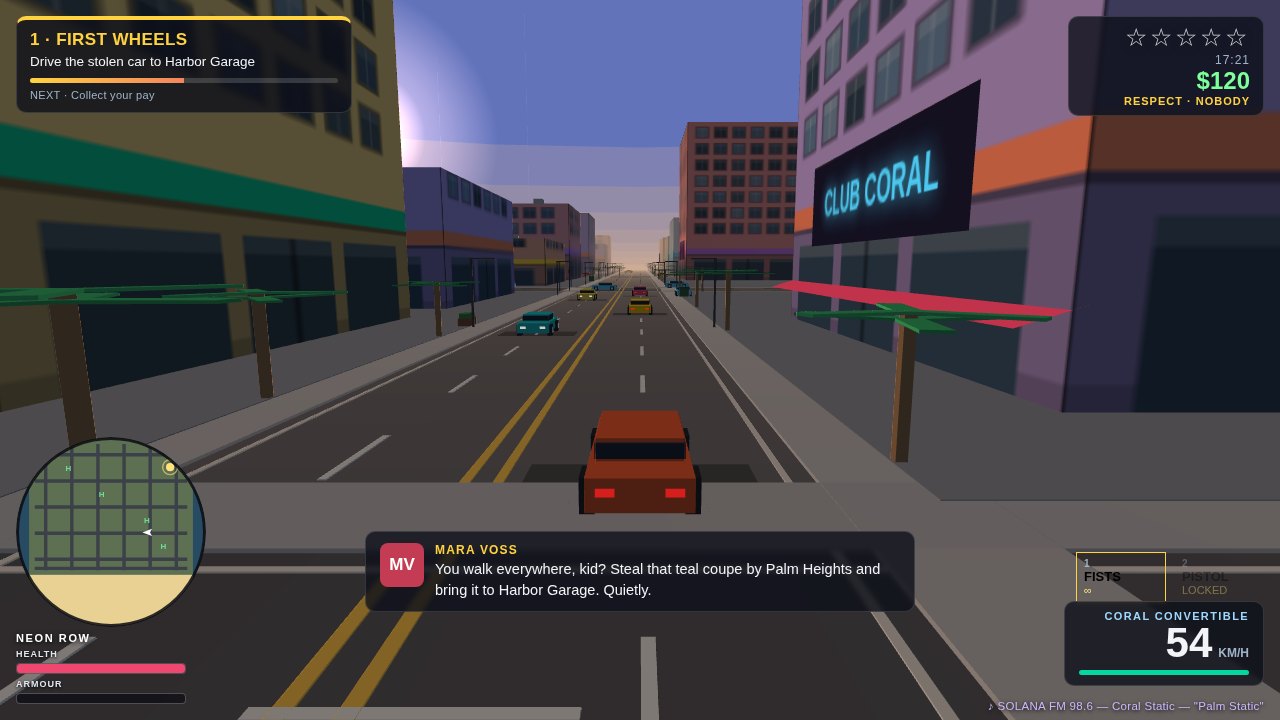 1 · FIRST WHEELS
Drive the stolen car to Harbor Garage
NEXT · Collect your pay
☆☆☆☆☆
17:21
$120
RESPECT · NOBODY
CLUB CORAL
H
H
H
H
MV
MARA VOSS
You walk everywhere, kid? Steal that teal coupe by Palm Heights and
bring it to Harbor Garage. Quietly.
1
FISTS
∞
2
PISTOL
LOCKED
NEON ROW
HEALTH
ARMOUR
CORAL CONVERTIBLE
54 KM/H
♪ SOLANA FM 98.6 — Coral Static — "Palm Static"